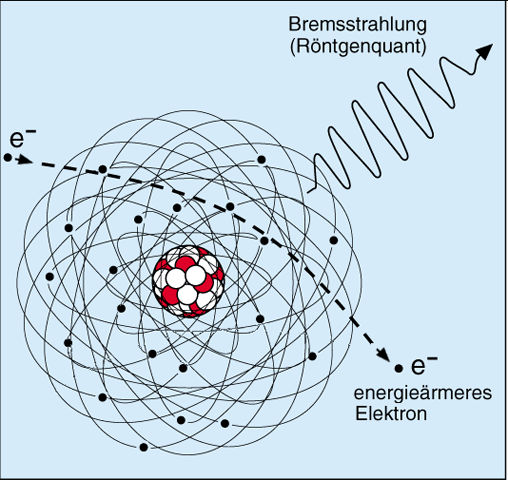 Bremsstrahlung
(Röntgenquant)
e⁻
e⁻
energieärmeres
Elektron